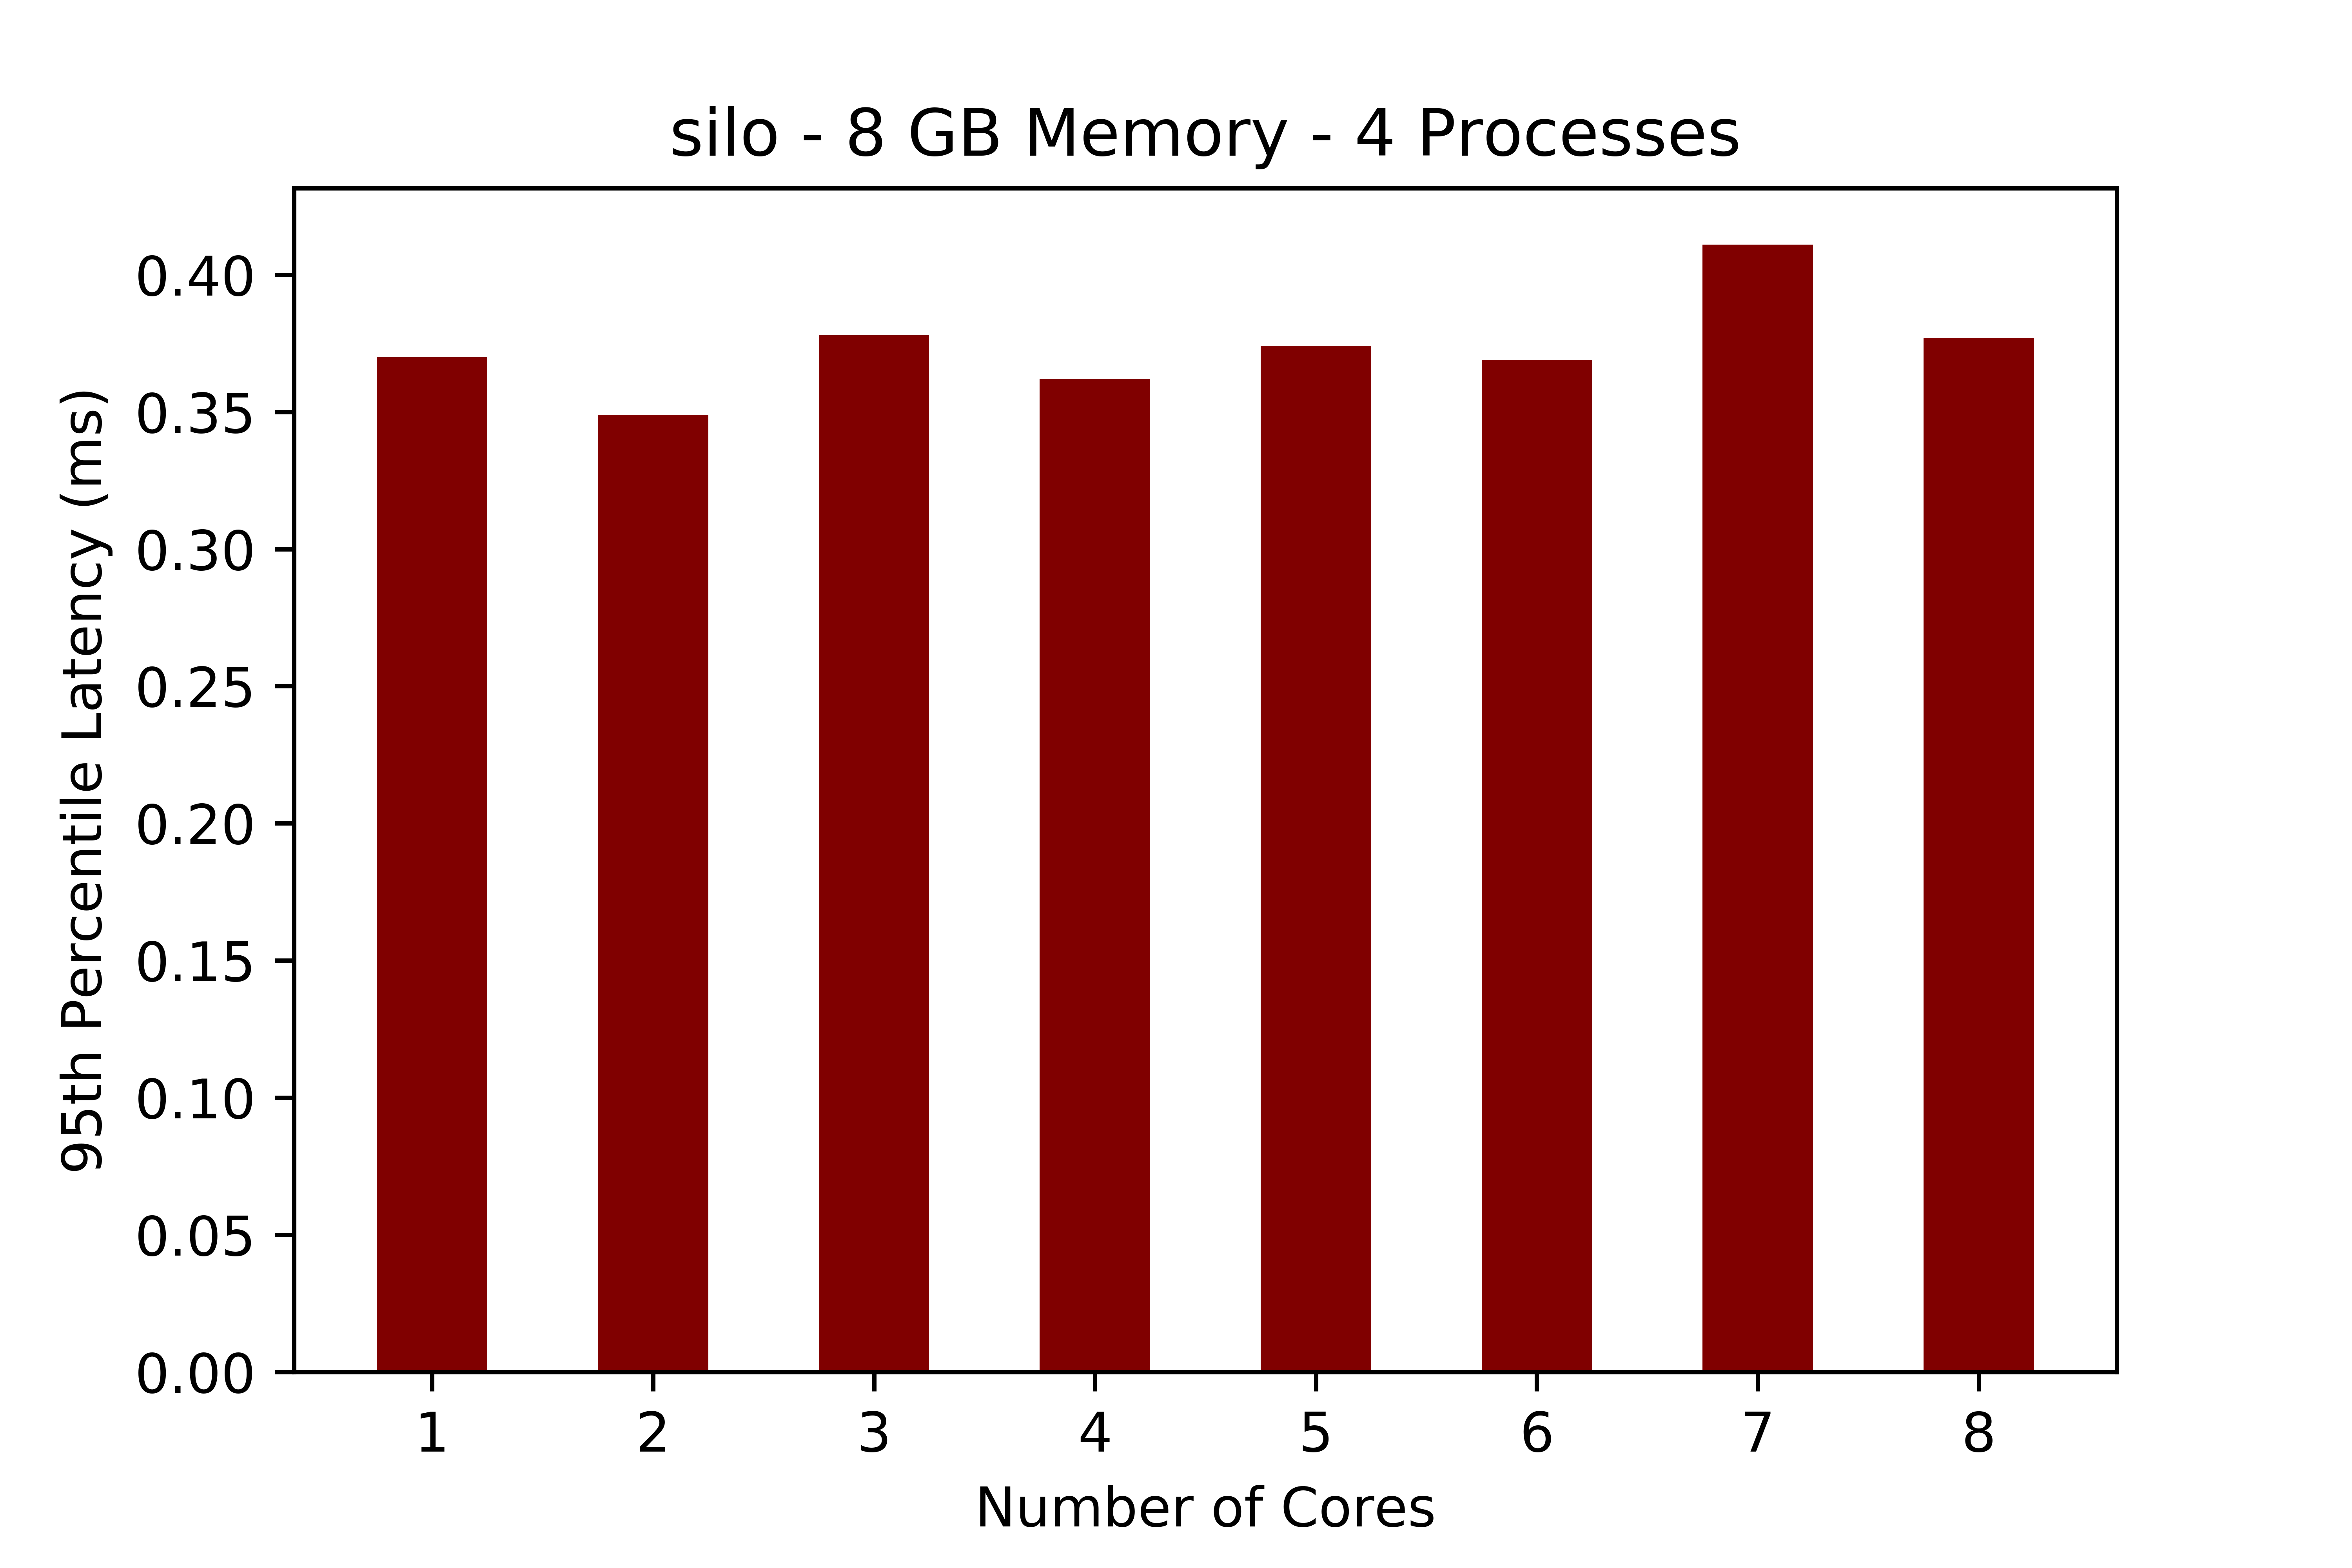 silo - 8 GB Memory - 4 Processes
95th Percentile Latency (ms)
0.40
0.35
0.30
0.25
0.20
0.15
0.10
0.05
0.00
1 2 3 4 5 6 7 8
Number of Cores